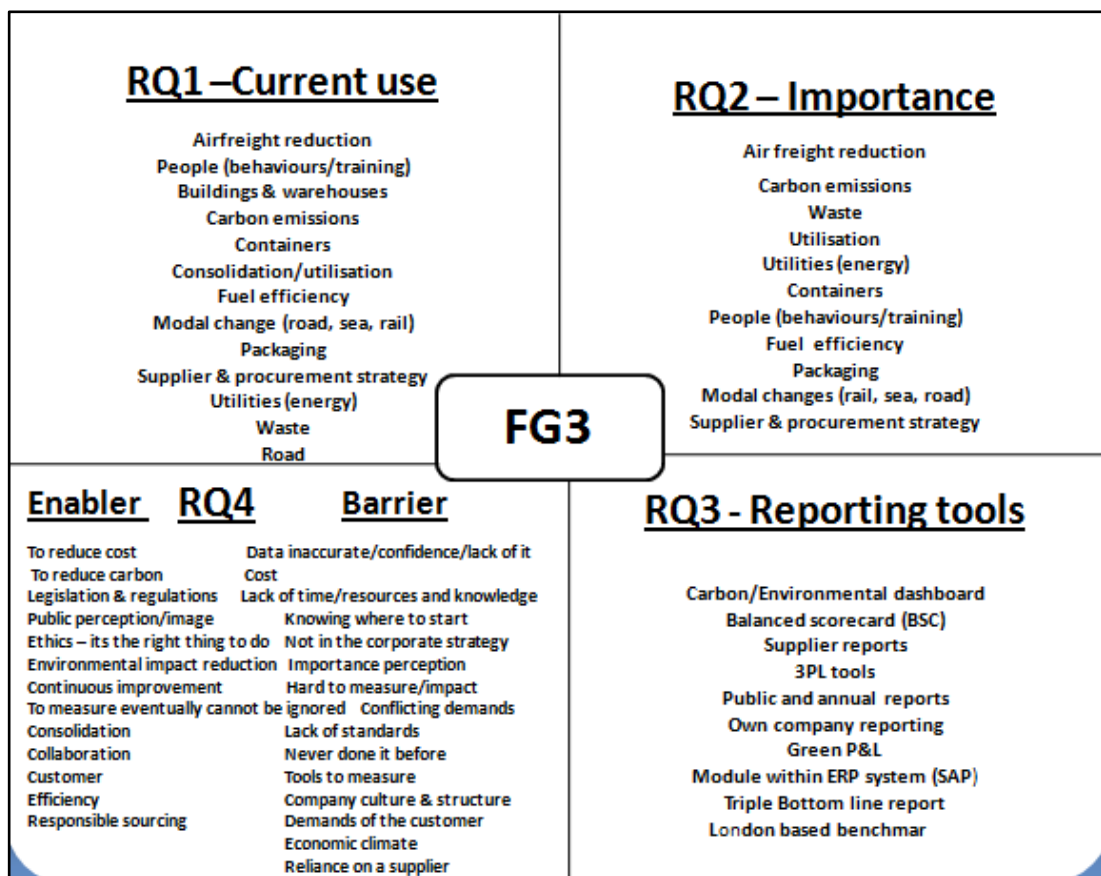 RQ1 –Current use
Airfreight reduction
People (behaviours/training)
Buildings & warehouses
Carbon emissions
Containers
Consolidation/utilisation
Fuel efficiency
Modal change (road, sea, rail)
Packaging
Supplier & procurement strategy
Utilities (energy)
Waste
Road
RQ2 – Importance
Air freight reduction
Carbon emissions
Waste
Utilisation
Utilities (energy)
Containers
People (behaviours/training)
Fuel efficiency
Packaging
Modal changes (rail, sea, road)
Supplier & procurement strategy
FG3
Enabler RQ4 Barrier
To reduce cost Data inaccurate/confidence/lack of it
To reduce carbon Cost
Legislation & regulations Lack of time/resources and knowledge
Public perception/image Knowing where to start
Ethics – its the right thing to do Not in the corporate strategy
Environmental impact reduction Importance perception
Continuous improvement Hard to measure/impact
To measure eventually cannot be ignored Conflicting demands
Consolidation Lack of standards
Collaboration Never done it before
Customer Tools to measure
Efficiency Company culture & structure
Responsible sourcing Demands of the customer
Economic climate
Reliance on a supplier
RQ3 - Reporting tools
Carbon/Environmental dashboard
Balanced scorecard (BSC)
Supplier reports
3PL tools
Public and annual reports
Own company reporting
Green P&L
Module within ERP system (SAP)
Triple Bottom line report
London based benchmar